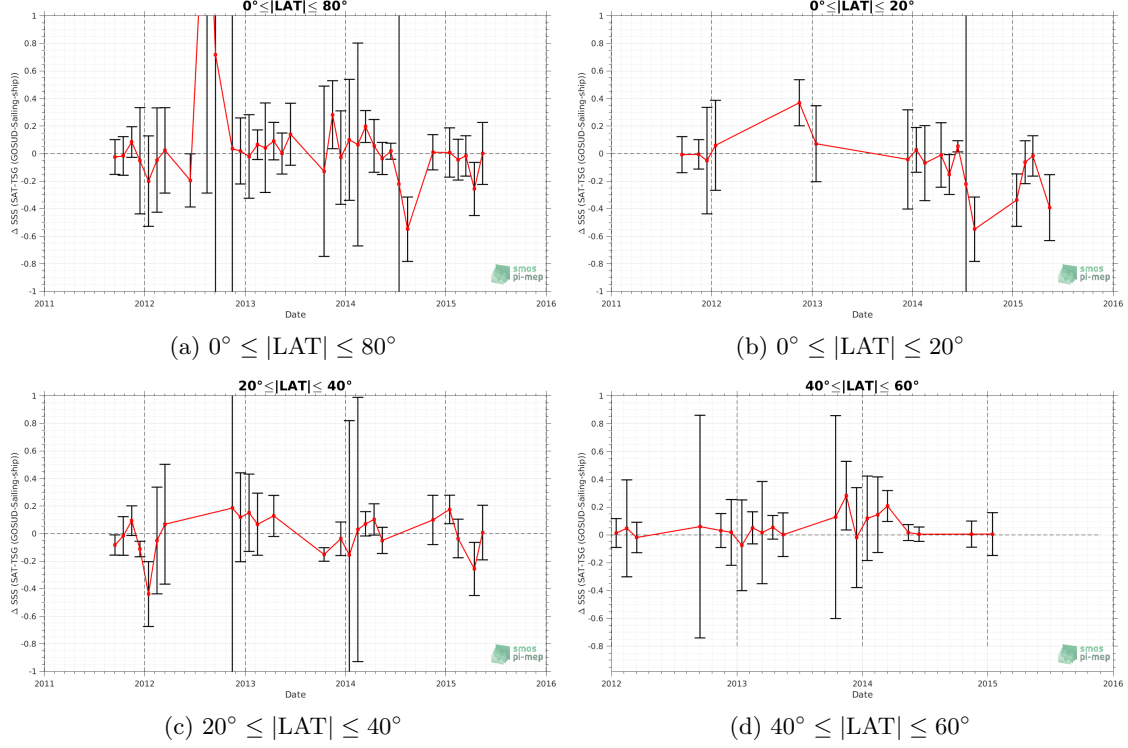 0°≤|LAT|≤ 80°
Δ SSS (SAT-TSG (GOSUD-Sailing-ship))
1
0.8
0.6
0.4
0.2
0
-0.2
-0.4
-0.6
-0.8
-1
2011 2012 2013 2014 2015 2016
Date
smos
pi-mep
(a) 0° ≤ |LAT| ≤ 80°
0°≤|LAT|≤ 20°
Δ SSS (SAT-TSG (GOSUD-Sailing-ship))
1
0.8
0.6
0.4
0.2
0
-0.2
-0.4
-0.6
-0.8
-1
2011 2012 2013 2014 2015 2016
Date
smos
pi-mep
(b) 0° ≤ |LAT| ≤ 20°
20°≤|LAT|≤ 40°
Δ SSS (SAT-TSG (GOSUD-Sailing-ship))
1
0.8
0.6
0.4
0.2
0
-0.2
-0.4
-0.6
-0.8
-1
2011 2012 2013 2014 2015 2016
Date
smos
pi-mep
(c) 20° ≤ |LAT| ≤ 40°
40°≤|LAT|≤ 60°
Δ SSS (SAT-TSG (GOSUD-Sailing-ship))
1
0.8
0.6
0.4
0.2
0
-0.2
-0.4
-0.6
-0.8
2012 2013 2014 2015 2016
Date
smos
pi-mep
(d) 40° ≤ |LAT| ≤ 60°